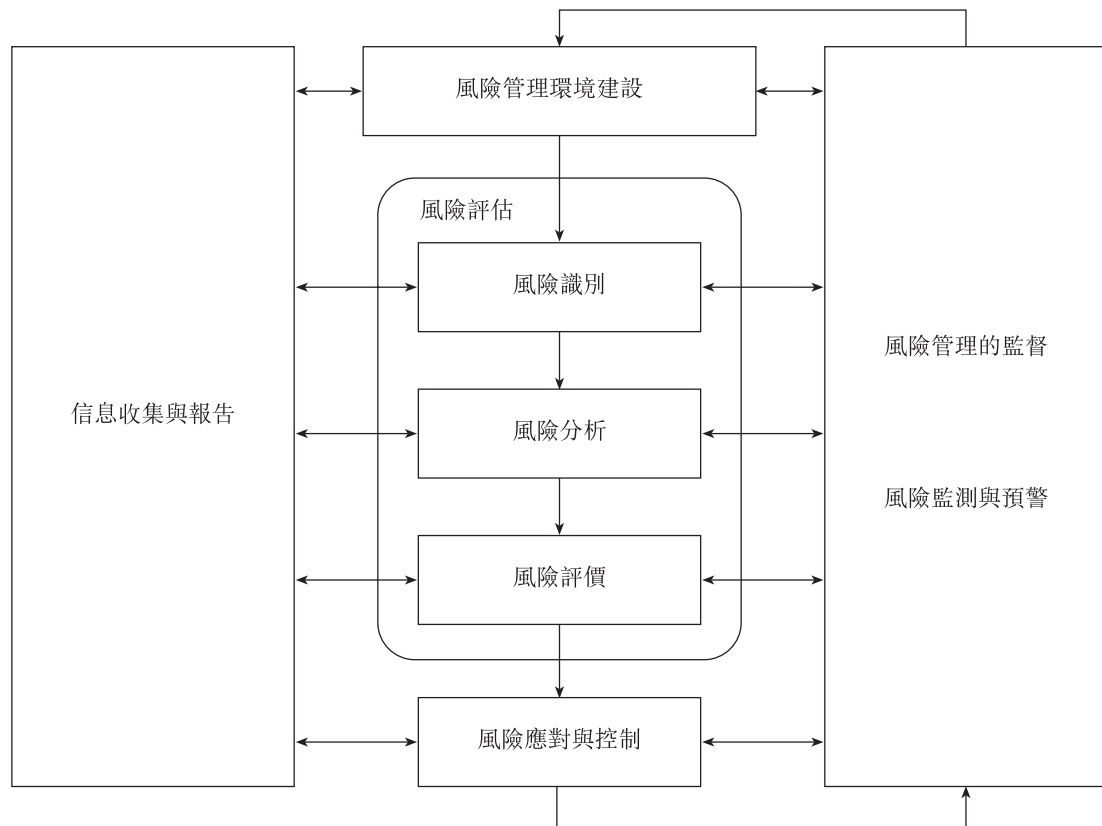 風險管理環境建設
風險評估
風險識別
風險管理的監督
信息收集與報告
風險分析
風險監測與預警
風險評價
風險應對與控制